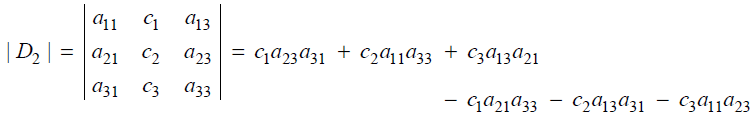 | D₂ | = | a₁₁ c₁ a₁₃ |
| a₂₁ c₂ a₂₃ | = c₁a₂₃a₃₁ + c₂a₁₁a₃₃ + c₃a₁₃a₂₁
| a₃₁ c₃ a₃₃ |
− c₁a₂₁a₃₃ − c₂a₁₃a₃₁ − c₃a₁₁a₂₃